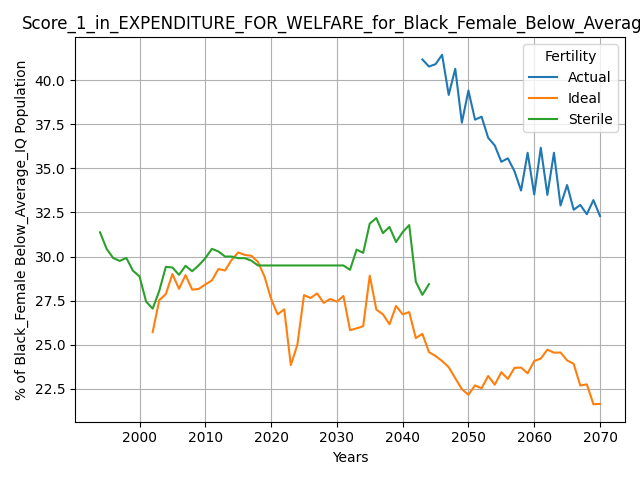 Score_1_in_EXPENDITURE_FOR_WELFARE_for_Black_Female_Below_Averag
% of Black_Female Below_Average_IQ Population
40.0
37.5
35.0
32.5
30.0
27.5
25.0
22.5
Fertility
Actual
Ideal
Sterile
2000 2010 2020 2030 2040 2050 2060 2070
Years